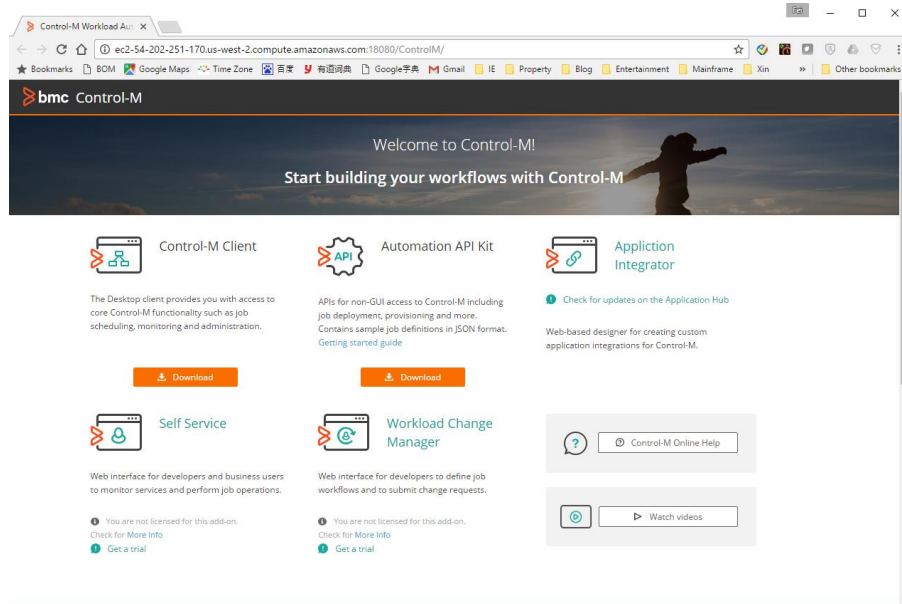 Control-M Workload Au
ec2-54-202-251-170.us-west-2.compute.amazonaws.com:18080/ControlM/
Bookmarks BOM Google Maps Time Zone 百度 有道词典 Google字典 Gmail IE Property Blog Entertainment Mainframe Xin » Other bookmarks
bmc Control-M
Welcome to Control-M!
Start building your workflows with Control-M
Control-M Client
The Desktop client provides you with access to
core Control-M functionality such as job
scheduling, monitoring and administration.
Download
API
Automation API Kit
APIs for non-GUI access to Control-M including
job deployment, provisioning and more.
Contains sample job definitions in JSON format.
Getting started guide
Download
Appliction
Integrator
Check for updates on the Application Hub
Web-based designer for creating custom
application integrations for Control-M.
Self Service
Web interface for developers and business users
to monitor services and perform job operations.
You are not licensed for this add-on.
Check for More Info
Get a trial
Workload Change
Manager
Web interface for developers to define job
workflows and to submit change requests.
You are not licensed for this add-on.
Check for More Info
Get a trial
Control-M Online Help
Watch videos